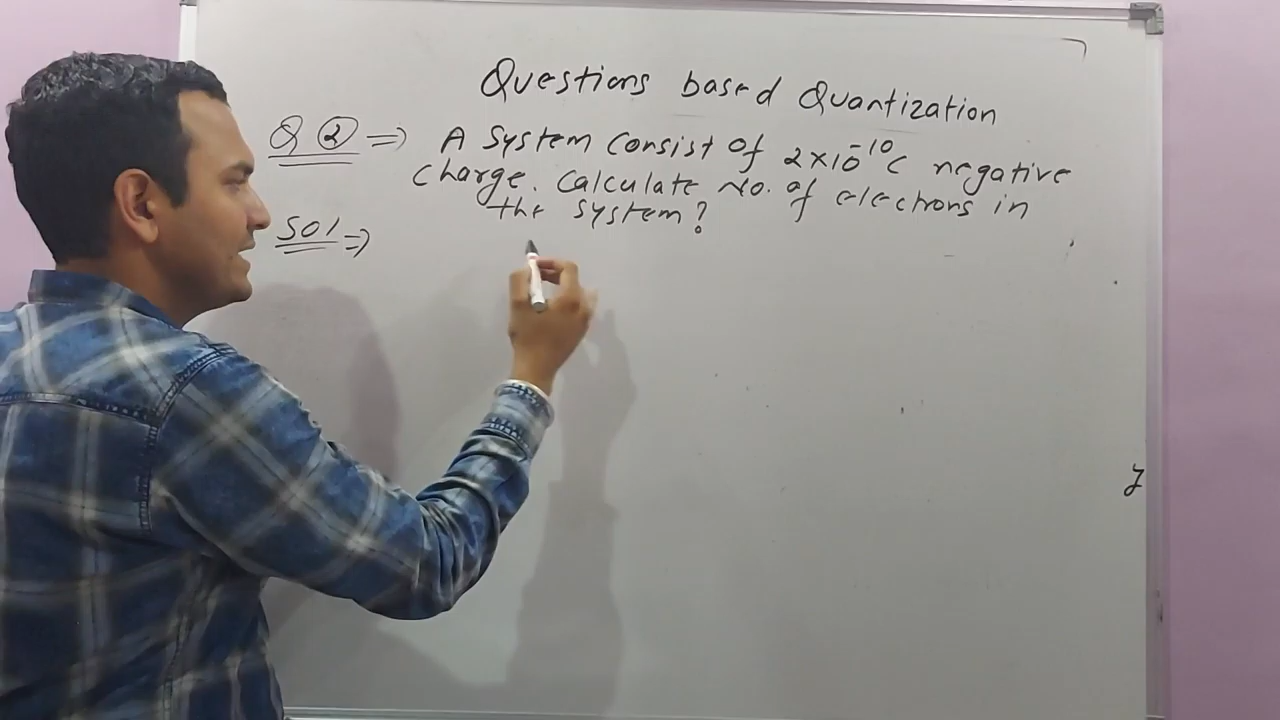 Questions based Quantization
Q ② => A System Consist of 2×10⁻¹⁰C negative
charge. Calculate No. of electrons in
the system?
Sol =>